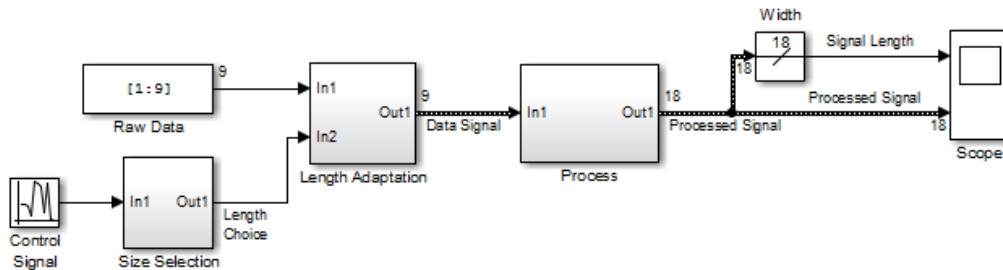 Width
18
Signal Length
18
9
[1:9]
Raw Data
In1
In2
Out1
Length Adaptation
9
Data Signal
In1
Out1
Process
18
Processed Signal
Processed Signal
18
Scope
Control
Signal
In1
Out1
Size Selection
Length
Choice